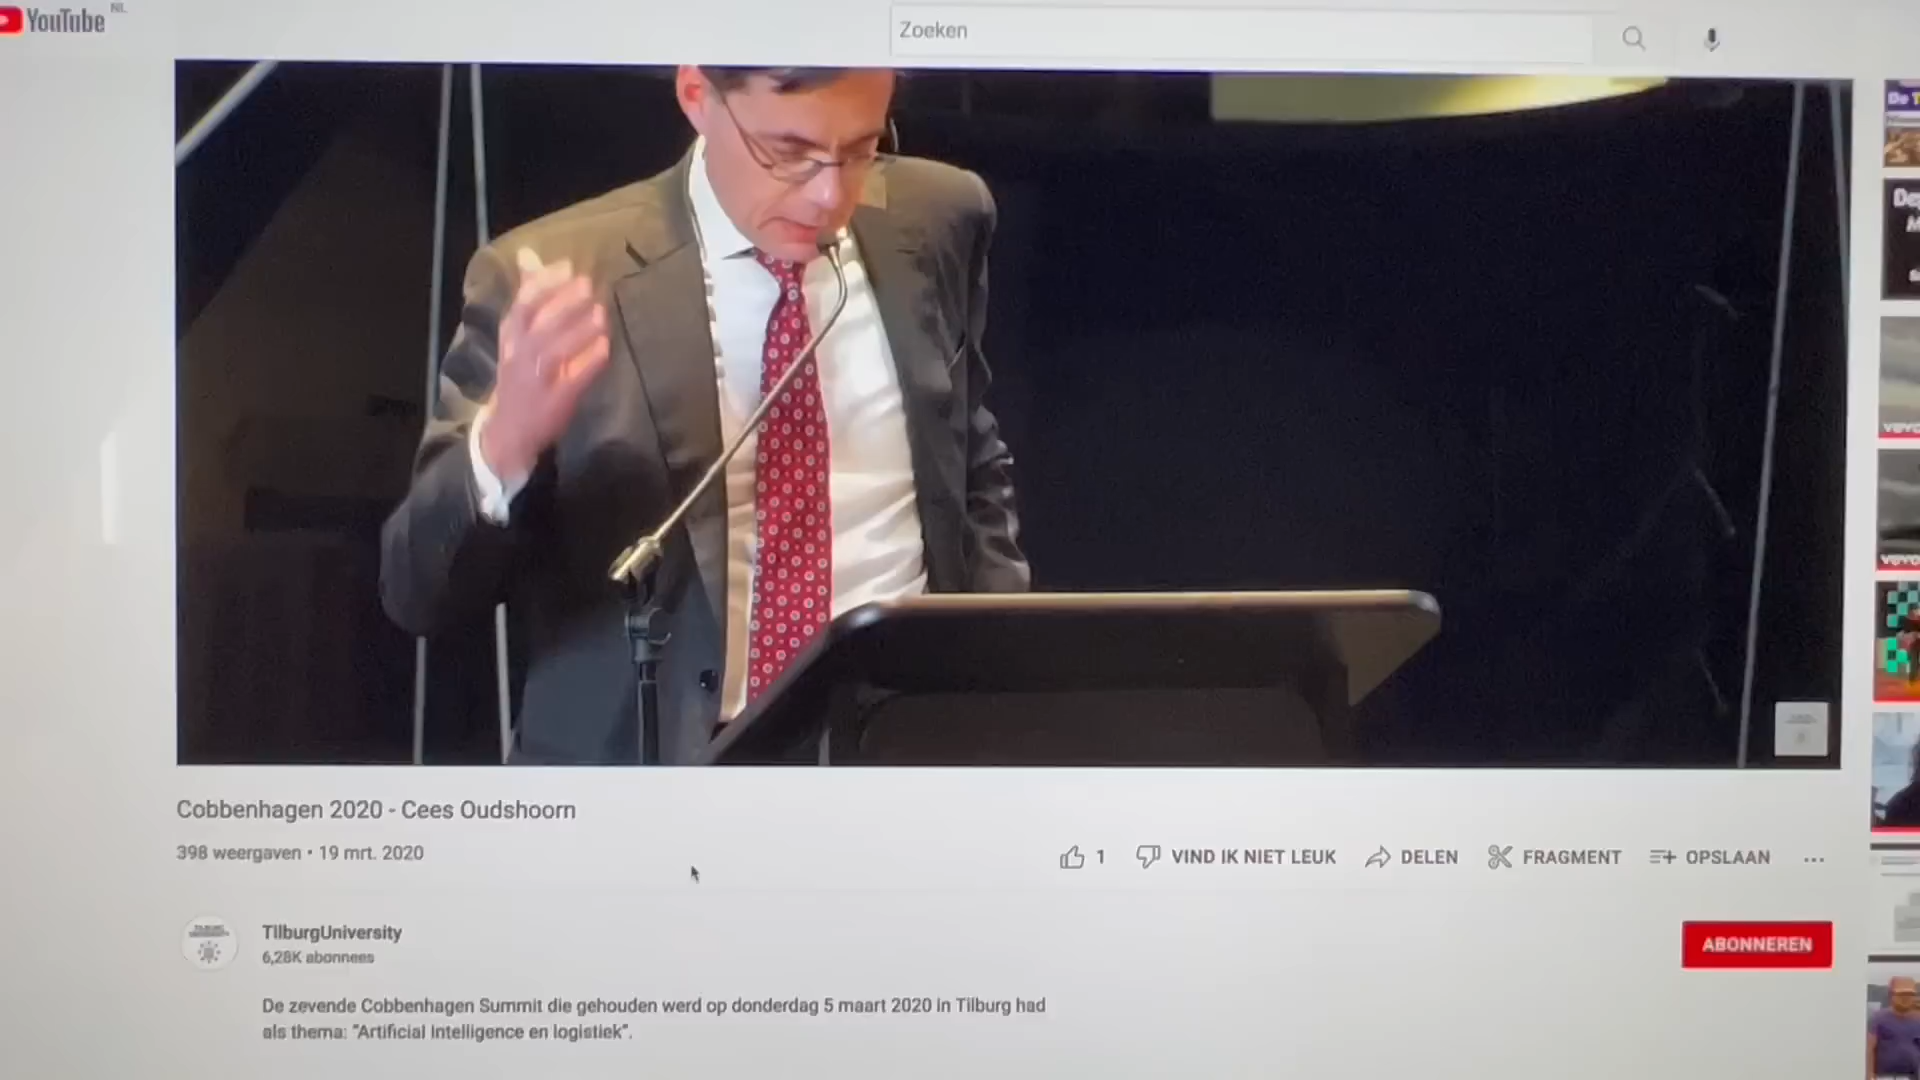 YouTube NL
Zoeken
Cobbenhagen 2020 - Cees Oudshoorn
398 weergaven • 19 mrt. 2020
1 VIND IK NIET LEUK DELEN FRAGMENT OPSLAAN ...
TilburgUniversity
6,28K abonnees
ABONNEREN
De zevende Cobbenhagen Summit die gehouden werd op donderdag 5 maart 2020 in Tilburg had
als thema: "Artificial Intelligence en logistiek".